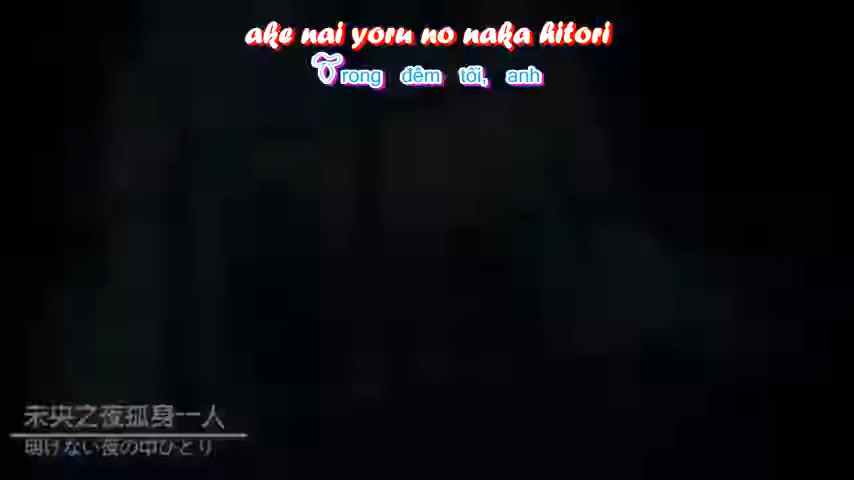 ake nai yoru no naka hitori
Trong đêm tối, anh
未央之夜孤身一人
明けない夜の中ひとり